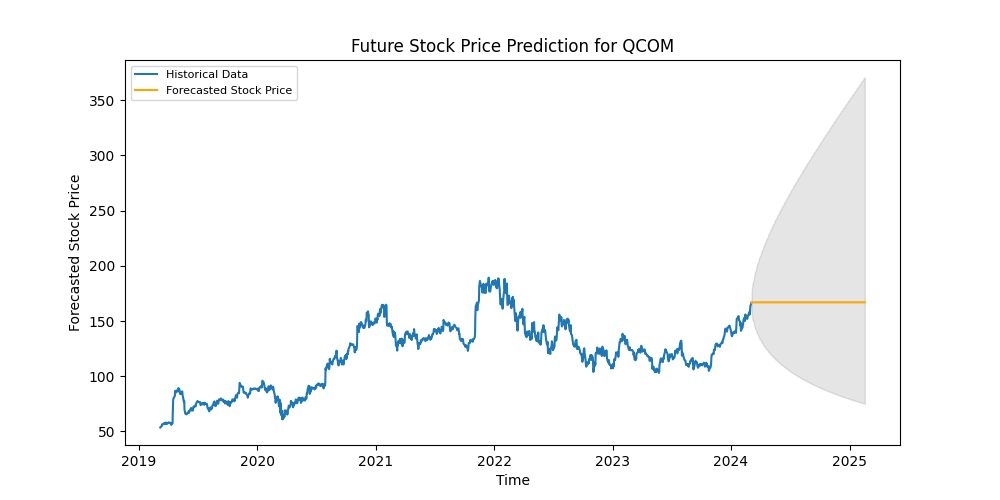 Future Stock Price Prediction for QCOM
Historical Data
Forecasted Stock Price
Forecasted Stock Price
350
300
250
200
150
100
50
2019
2020
2021
2022
2023
2024
2025
Time